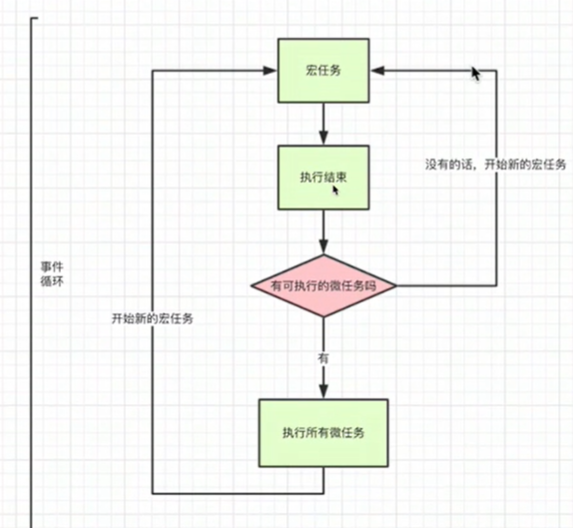 宏任务
没有的话，开始新的宏任务
执行结束
事件
循环
有可执行的微任务吗
开始新的宏任务
有
执行所有微任务